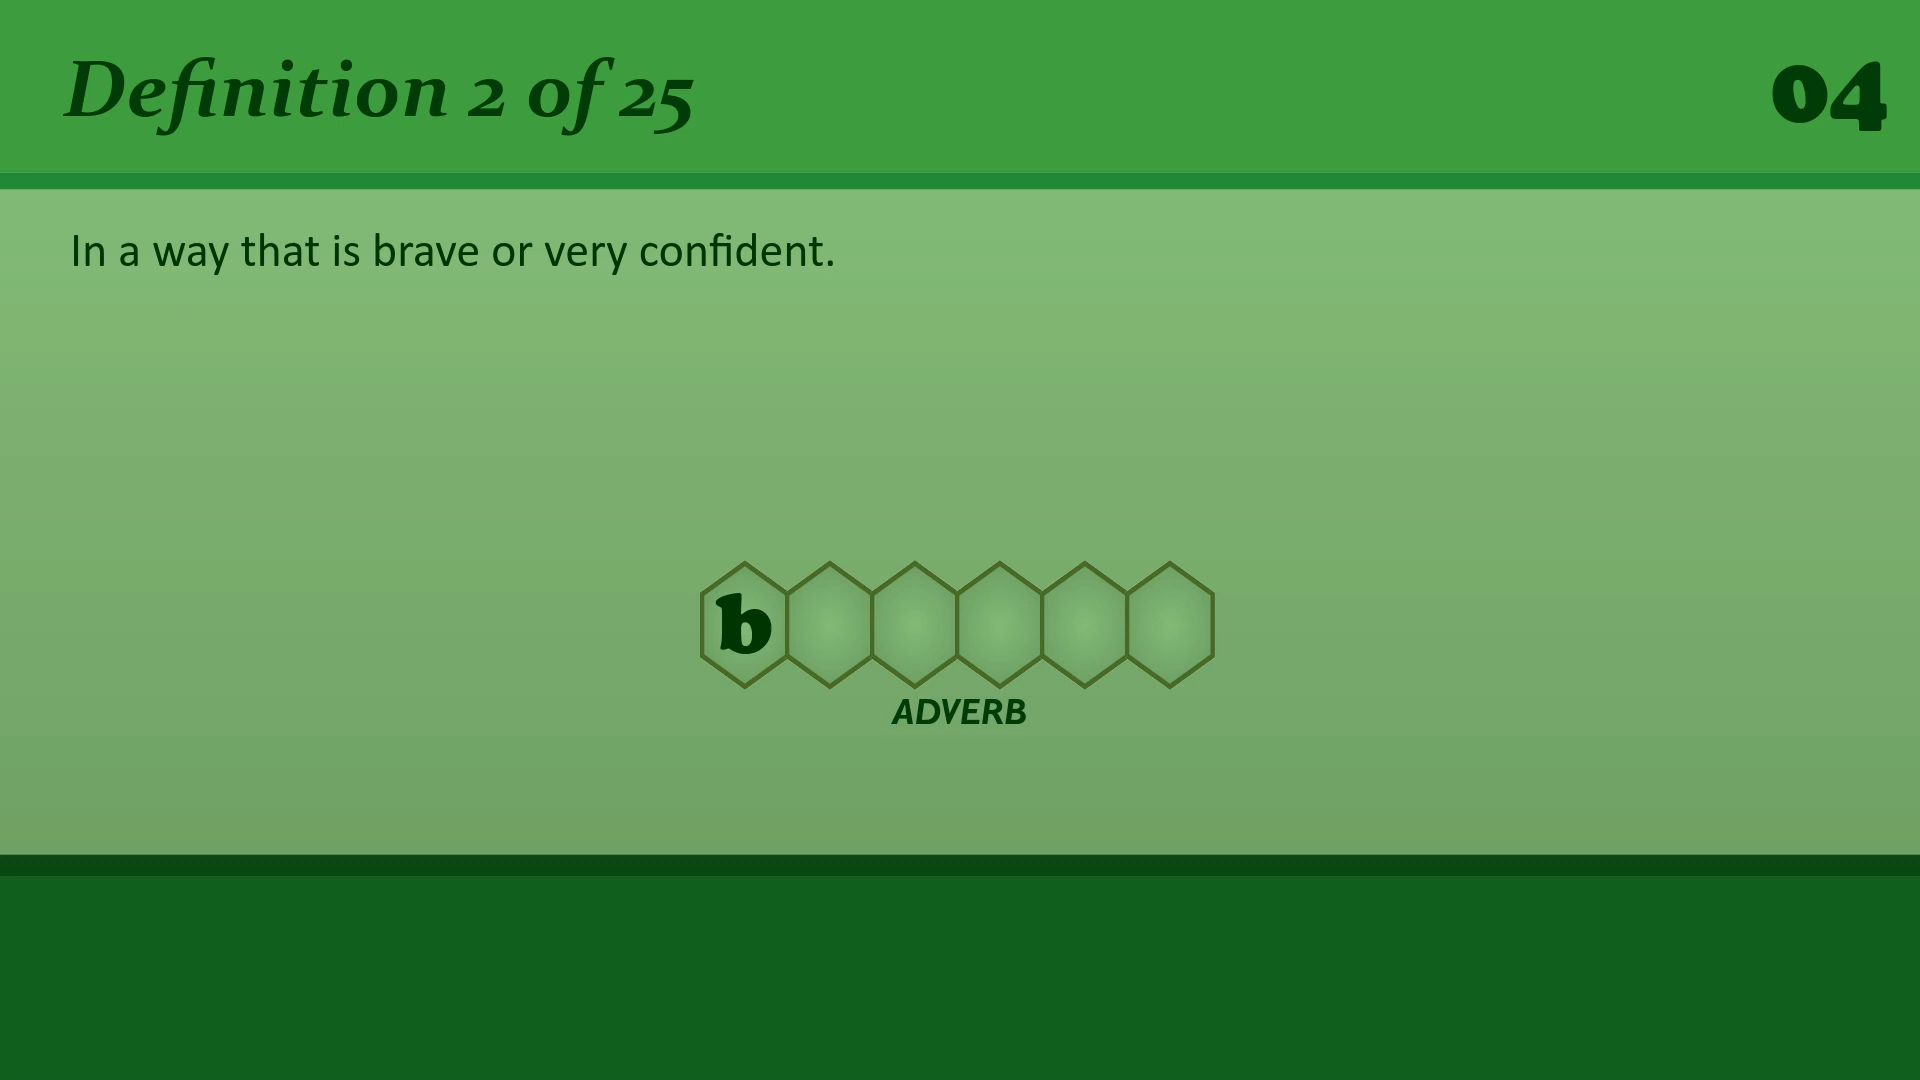 Definition 2 of 25
04
In a way that is brave or very confident.
b
ADVERB